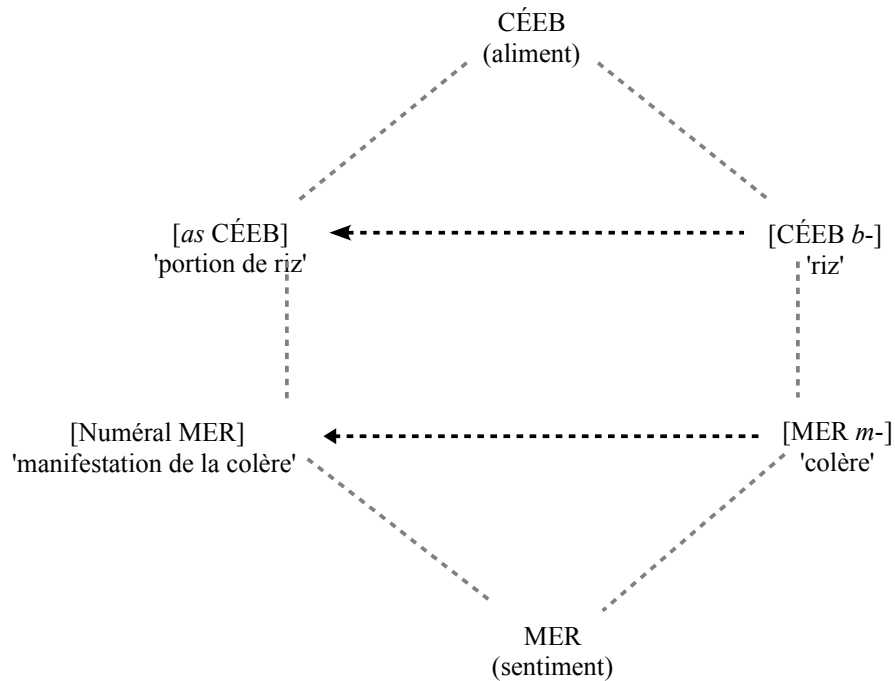 CÉEB
(aliment)
[as CÉEB]
'portion de riz'
[CÉEB b-]
'riz'
[Numéral MER]
'manifestation de la colère'
[MER m-]
'colère'
MER
(sentiment)